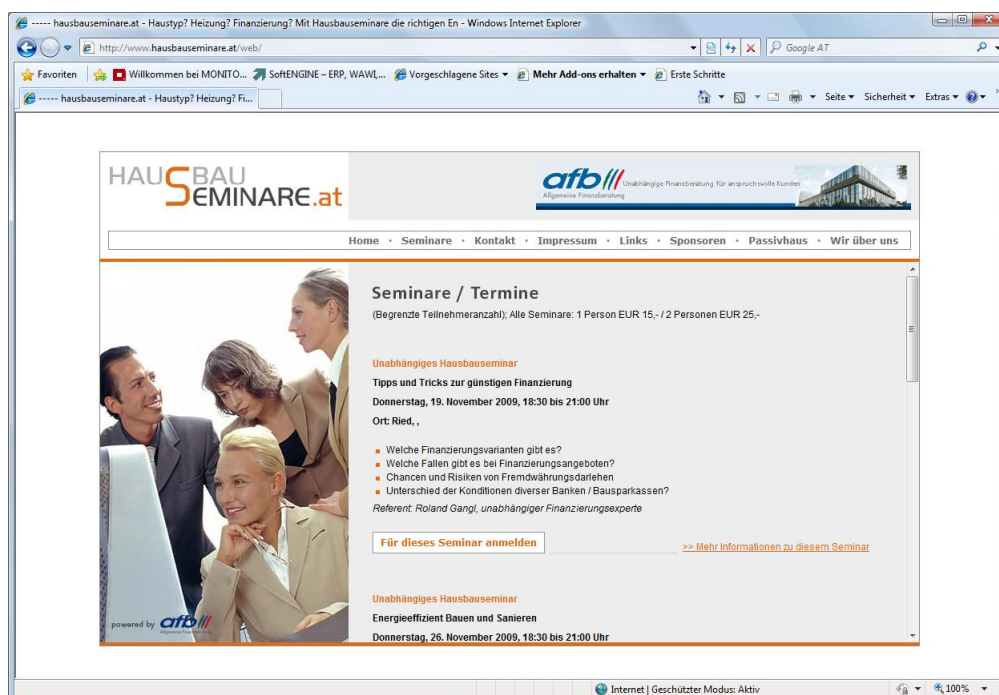 ----- hausbauseminare.at - Haustyp? Heizung? Finanzierung? Mit Hausbauseminare die richtigen En - Windows Internet Explorer
http://www.hausbauseminare.at/web/
Google AT
Favoriten
Willkommen bei MONITO...
SoftENGINE – ERP, WAWI,...
Vorgeschlagene Sites
Mehr Add-ons erhalten
Erste Schritte
----- hausbauseminare.at - Haustyp? Heizung? Fi...
Seite
Sicherheit
Extras
HAUSBAU
SEMINARE.at
afb
Allgemeine Finanzberatung
Unabhängige Finanzberatung für anspruchsvolle Kunden
Home · Seminare · Kontakt · Impressum · Links · Sponsoren · Passivhaus · Wir über uns
Seminare / Termine
(Begrenzte Teilnehmeranzahl); Alle Seminare: 1 Person EUR 15,- / 2 Personen EUR 25,-
Unabhängiges Hausbauseminar
Tipps und Tricks zur günstigen Finanzierung
Donnerstag, 19. November 2009, 18:30 bis 21:00 Uhr
Ort: Ried, ,
Welche Finanzierungsvarianten gibt es?
Welche Fallen gibt es bei Finanzierungsangeboten?
Chancen und Risiken von Fremdwährungsdarlehen
Unterschied der Konditionen diverser Banken / Bausparkassen?
Referent: Roland Gangl, unabhängiger Finanzierungsexperte
Für dieses Seminar anmelden
>> Mehr Informationen zu diesem Seminar
Unabhängiges Hausbauseminar
Energieeffizient Bauen und Sanieren
Donnerstag, 26. November 2009, 18:30 bis 21:00 Uhr
powered by afb
Allgemeine Finanzberatung
Internet | Geschützter Modus: Aktiv
100%